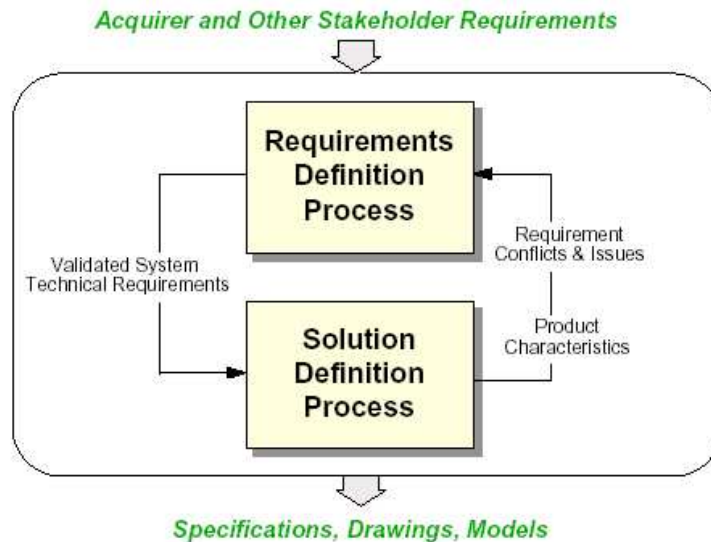 Acquirer and Other Stakeholder Requirements
Requirements
Definition
Process
Validated System
Technical Requirements
Requirement
Conflicts & Issues
Solution
Definition
Process
Product
Characteristics
Specifications, Drawings, Models